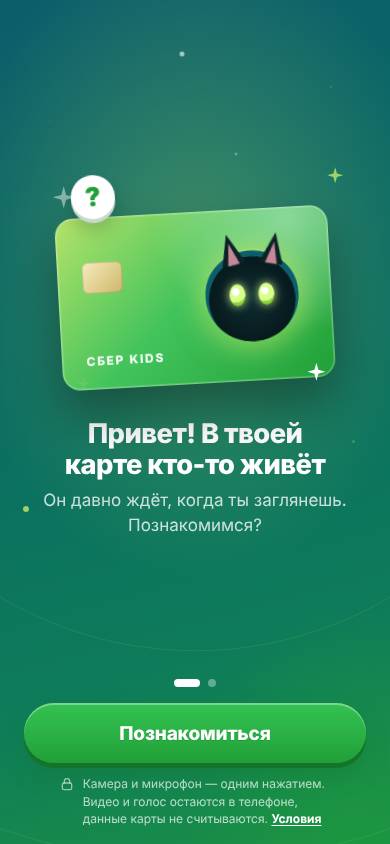 ?
СБЕР KIDS
Привет! В твоей
карте кто-то живёт
Он давно ждёт, когда ты заглянешь.
Познакомимся?
Познакомиться
Камера и микрофон — одним нажатием.
Видео и голос остаются в телефоне,
данные карты не считываются. Условия